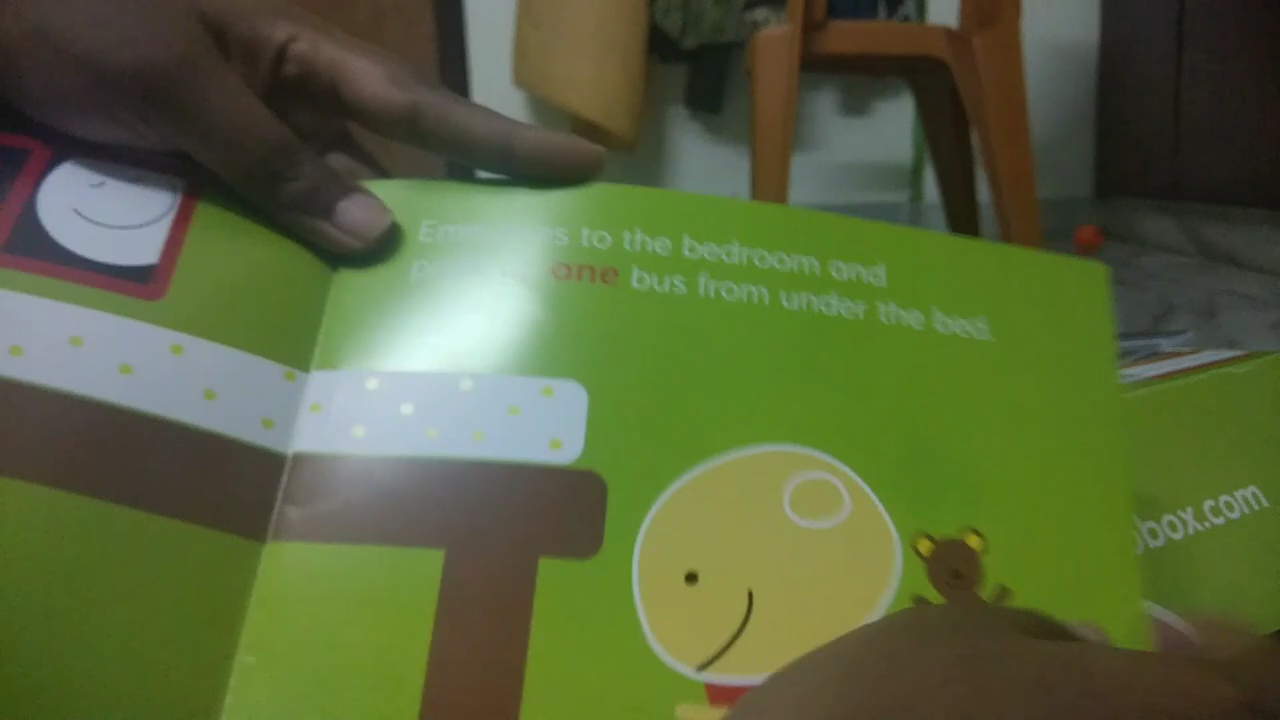 to the bedroom and
one bus from under the bed.
box.com